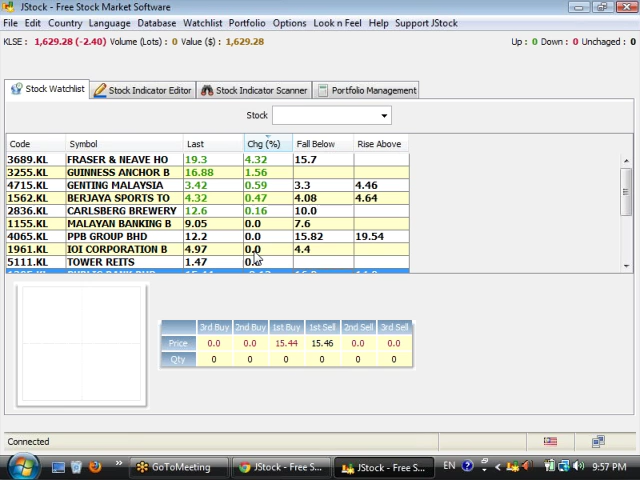 JStock - Free Stock Market Software
File Edit Country Language Database Watchlist Portfolio Options Look n Feel Help Support JStock
KLSE : 1,629.28 (-2.40) Volume (Lots) : 0 Value ($) : 1,629.28 Up : 0 Down : 0 Unchaged : 0
Stock Watchlist Stock Indicator Editor Stock Indicator Scanner Portfolio Management
Stock
Code Symbol Last Chg (%) Fall Below Rise Above
3689.KL FRASER & NEAVE HO 19.3 4.32 15.7
3255.KL GUINNESS ANCHOR B 16.88 1.56
4715.KL GENTING MALAYSIA 3.42 0.59 3.3 4.46
1562.KL BERJAYA SPORTS TO 4.32 0.47 4.08 4.64
2836.KL CARLSBERG BREWERY 12.6 0.16 10.0
1155.KL MALAYAN BANKING B 9.05 0.0 7.6
4065.KL PPB GROUP BHD 12.2 0.0 15.82 19.54
1961.KL IOI CORPORATION B 4.97 0.0 4.4
5111.KL TOWER REITS 1.47 0.0
3rd Buy 2nd Buy 1st Buy 1st Sell 2nd Sell 3rd Sell
Price 0.0 0.0 15.44 15.46 0.0 0.0
Qty 0 0 0 0 0 0
Connected
» GoToMeeting JStock - Free S... JStock - Free S... EN 9:57 PM